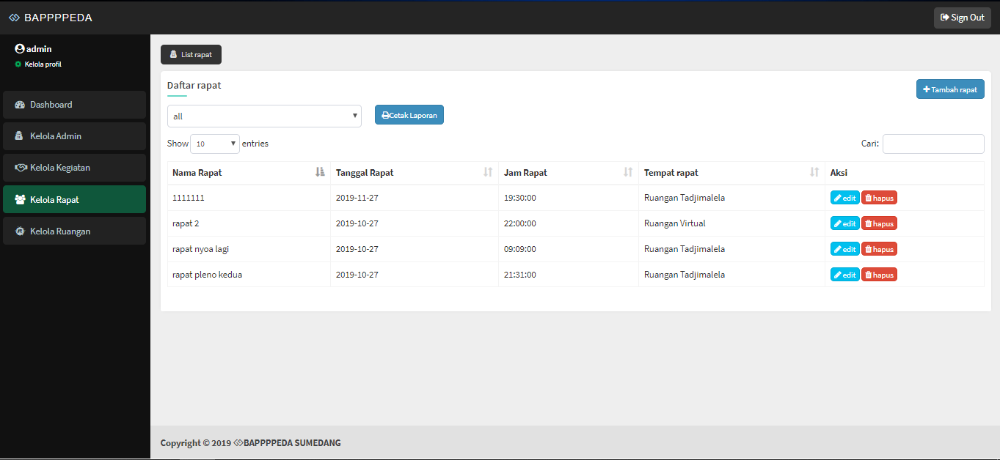 BAPPPPEDA
Sign Out
admin
Kelola profil
Dashboard
Kelola Admin
Kelola Kegiatan
Kelola Rapat
Kelola Ruangan
List rapat
Daftar rapat
Tambah rapat
all
Cetak Laporan
Show 10 entries
Cari:
Nama Rapat Tanggal Rapat Jam Rapat Tempat rapat Aksi
1111111 2019-11-27 19:30:00 Ruangan Tadjimalela edit hapus
rapat 2 2019-10-27 22:00:00 Ruangan Virtual edit hapus
rapat nyoa lagi 2019-10-27 09:09:00 Ruangan Tadjimalela edit hapus
rapat pleno kedua 2019-10-27 21:31:00 Ruangan Tadjimalela edit hapus
Copyright © 2019 BAPPPPEDA SUMEDANG